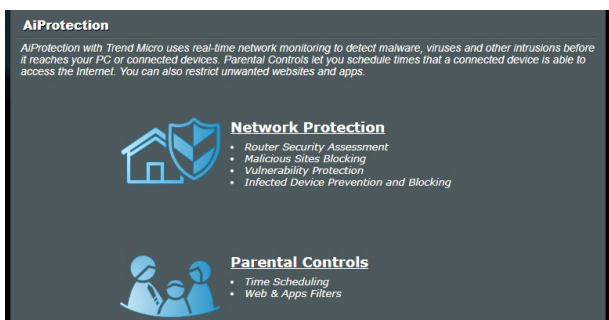 AiProtection
AiProtection with Trend Micro uses real-time network monitoring to detect malware, viruses and other intrusions before
it reaches your PC or connected devices. Parental Controls let you schedule times that a connected device is able to
access the Internet. You can also restrict unwanted websites and apps.
Network Protection
• Router Security Assessment
• Malicious Sites Blocking
• Vulnerability Protection
• Infected Device Prevention and Blocking
Parental Controls
• Time Scheduling
• Web & Apps Filters